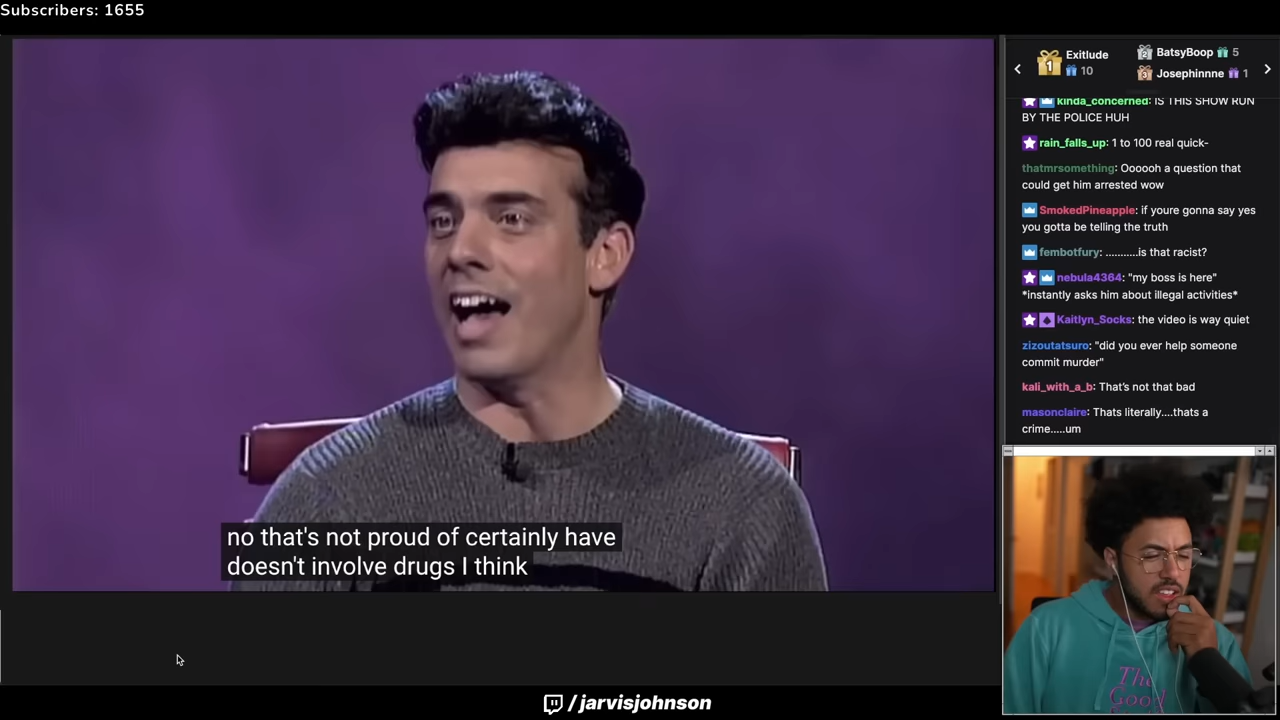 Subscribers: 1655
Exitlude
10
BatsyBoop 5
Josephinnne 1
kinda_concerned: IS THIS SHOW RUN
BY THE POLICE HUH
rain_falls_up: 1 to 100 real quick-
thatmrsomething: Oooooh a question that
could get him arrested wow
SmokedPineapple: if youre gonna say yes
you gotta be telling the truth
fembotfury: ...........is that racist?
nebula4364: "my boss is here"
*instantly asks him about illegal activities*
Kaitlyn_Socks: the video is way quiet
zizoutatsuro: "did you ever help someone
commit murder"
kali_with_a_b: That's not that bad
masonclaire: Thats literally....thats a
crime.....um
no that's not proud of certainly have
doesn't involve drugs I think
The
Good
/jarvisjohnson